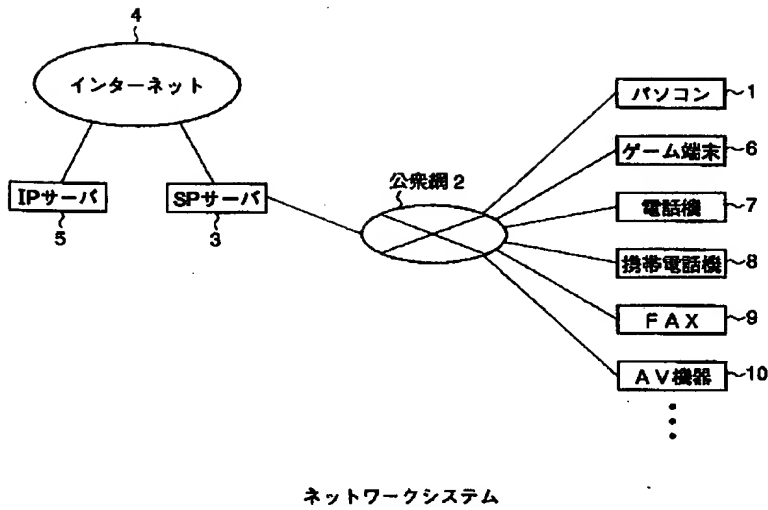 4
インターネット
パソコン 1
ゲーム端末 6
公衆網2
IPサーバ SPサーバ
電話機 7
5 3
携帯電話機 8
FAX 9
AV機器 10
ネットワークシステム